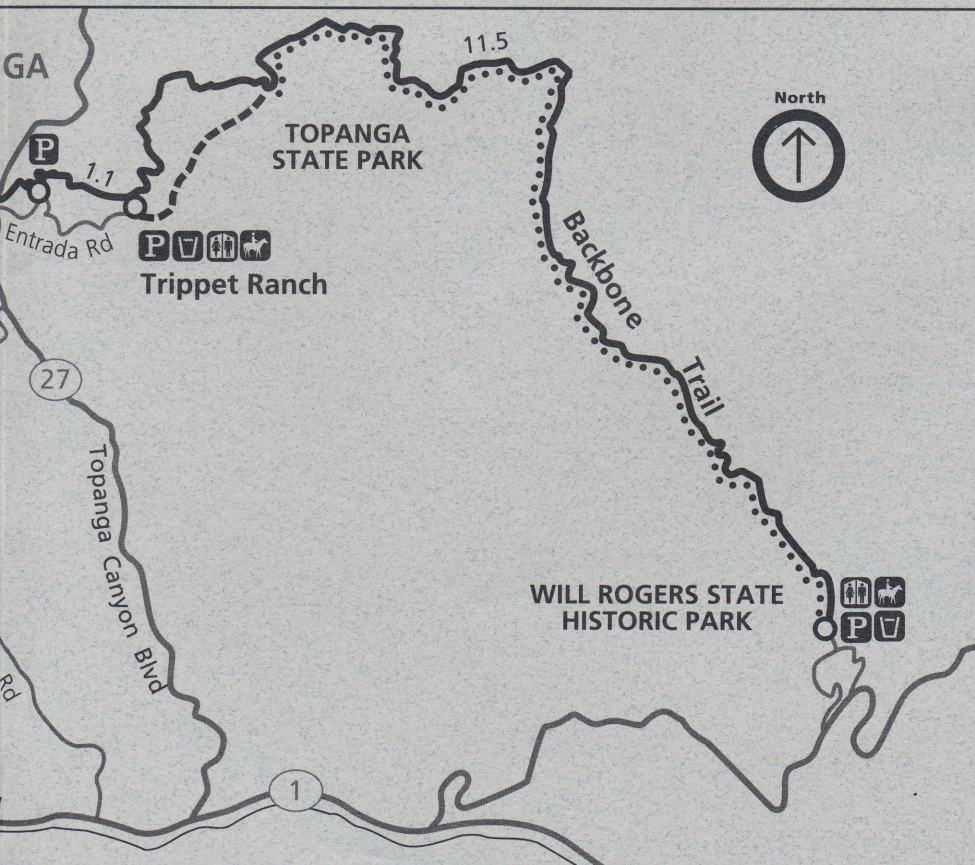 GA
11.5
North
P
TOPANGA
STATE PARK
1.1
Entrada Rd
P
Trippet Ranch
Backbone
Trail
27
Topanga Canyon Blvd
WILL ROGERS STATE
HISTORIC PARK
P
Rd
1